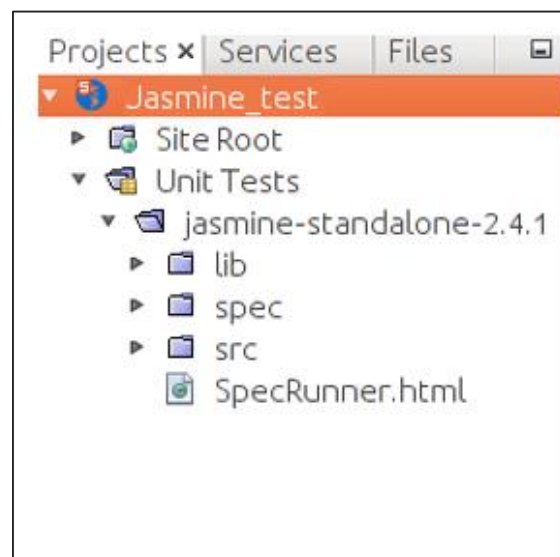 Projects × Services Files
Jasmine_test
Site Root
Unit Tests
jasmine-standalone-2.4.1
lib
spec
src
SpecRunner.html